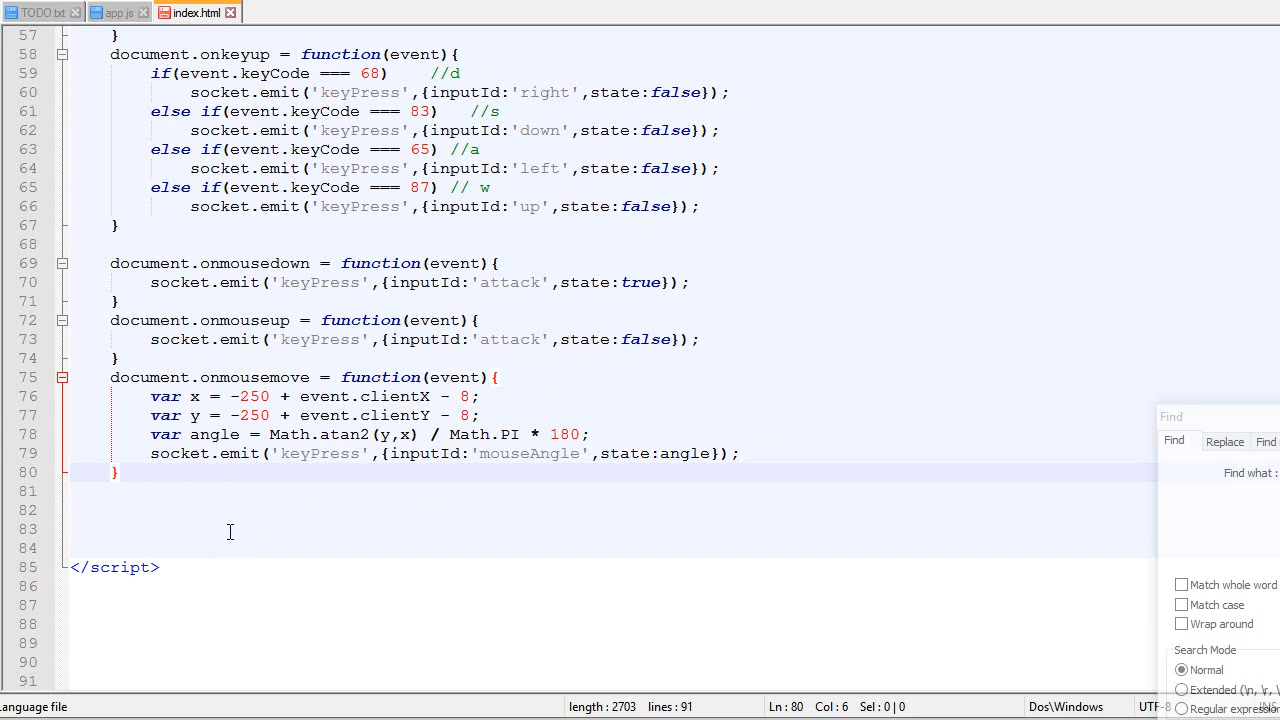 TODO.txt app.js index.html
57 }
58 document.onkeyup = function(event){
59 if(event.keyCode === 68) //d
60 socket.emit('keyPress',{inputId:'right',state:false});
61 else if(event.keyCode === 83) //s
62 socket.emit('keyPress',{inputId:'down',state:false});
63 else if(event.keyCode === 65) //a
64 socket.emit('keyPress',{inputId:'left',state:false});
65 else if(event.keyCode === 87) // w
66 socket.emit('keyPress',{inputId:'up',state:false});
67 }
68
69 document.onmousedown = function(event){
70 socket.emit('keyPress',{inputId:'attack',state:true});
71 }
72 document.onmouseup = function(event){
73 socket.emit('keyPress',{inputId:'attack',state:false});
74 }
75 document.onmousemove = function(event){
76 var x = -250 + event.clientX - 8;
77 var y = -250 + event.clientY - 8;
78 var angle = Math.atan2(y,x) / Math.PI * 180;
79 socket.emit('keyPress',{inputId:'mouseAngle',state:angle});
80 }
81
82
83
84
85 </script>
86
87
88
89
90
91
Find
Find Replace Find
Find what :
Match whole word
Match case
Wrap around
Search Mode
Normal
Extended (\n, \r, \
Regular expressio
Language file length : 2703 lines : 91 Ln : 80 Col : 6 Sel : 0 | 0 Dos\Windows UTF-8 INS